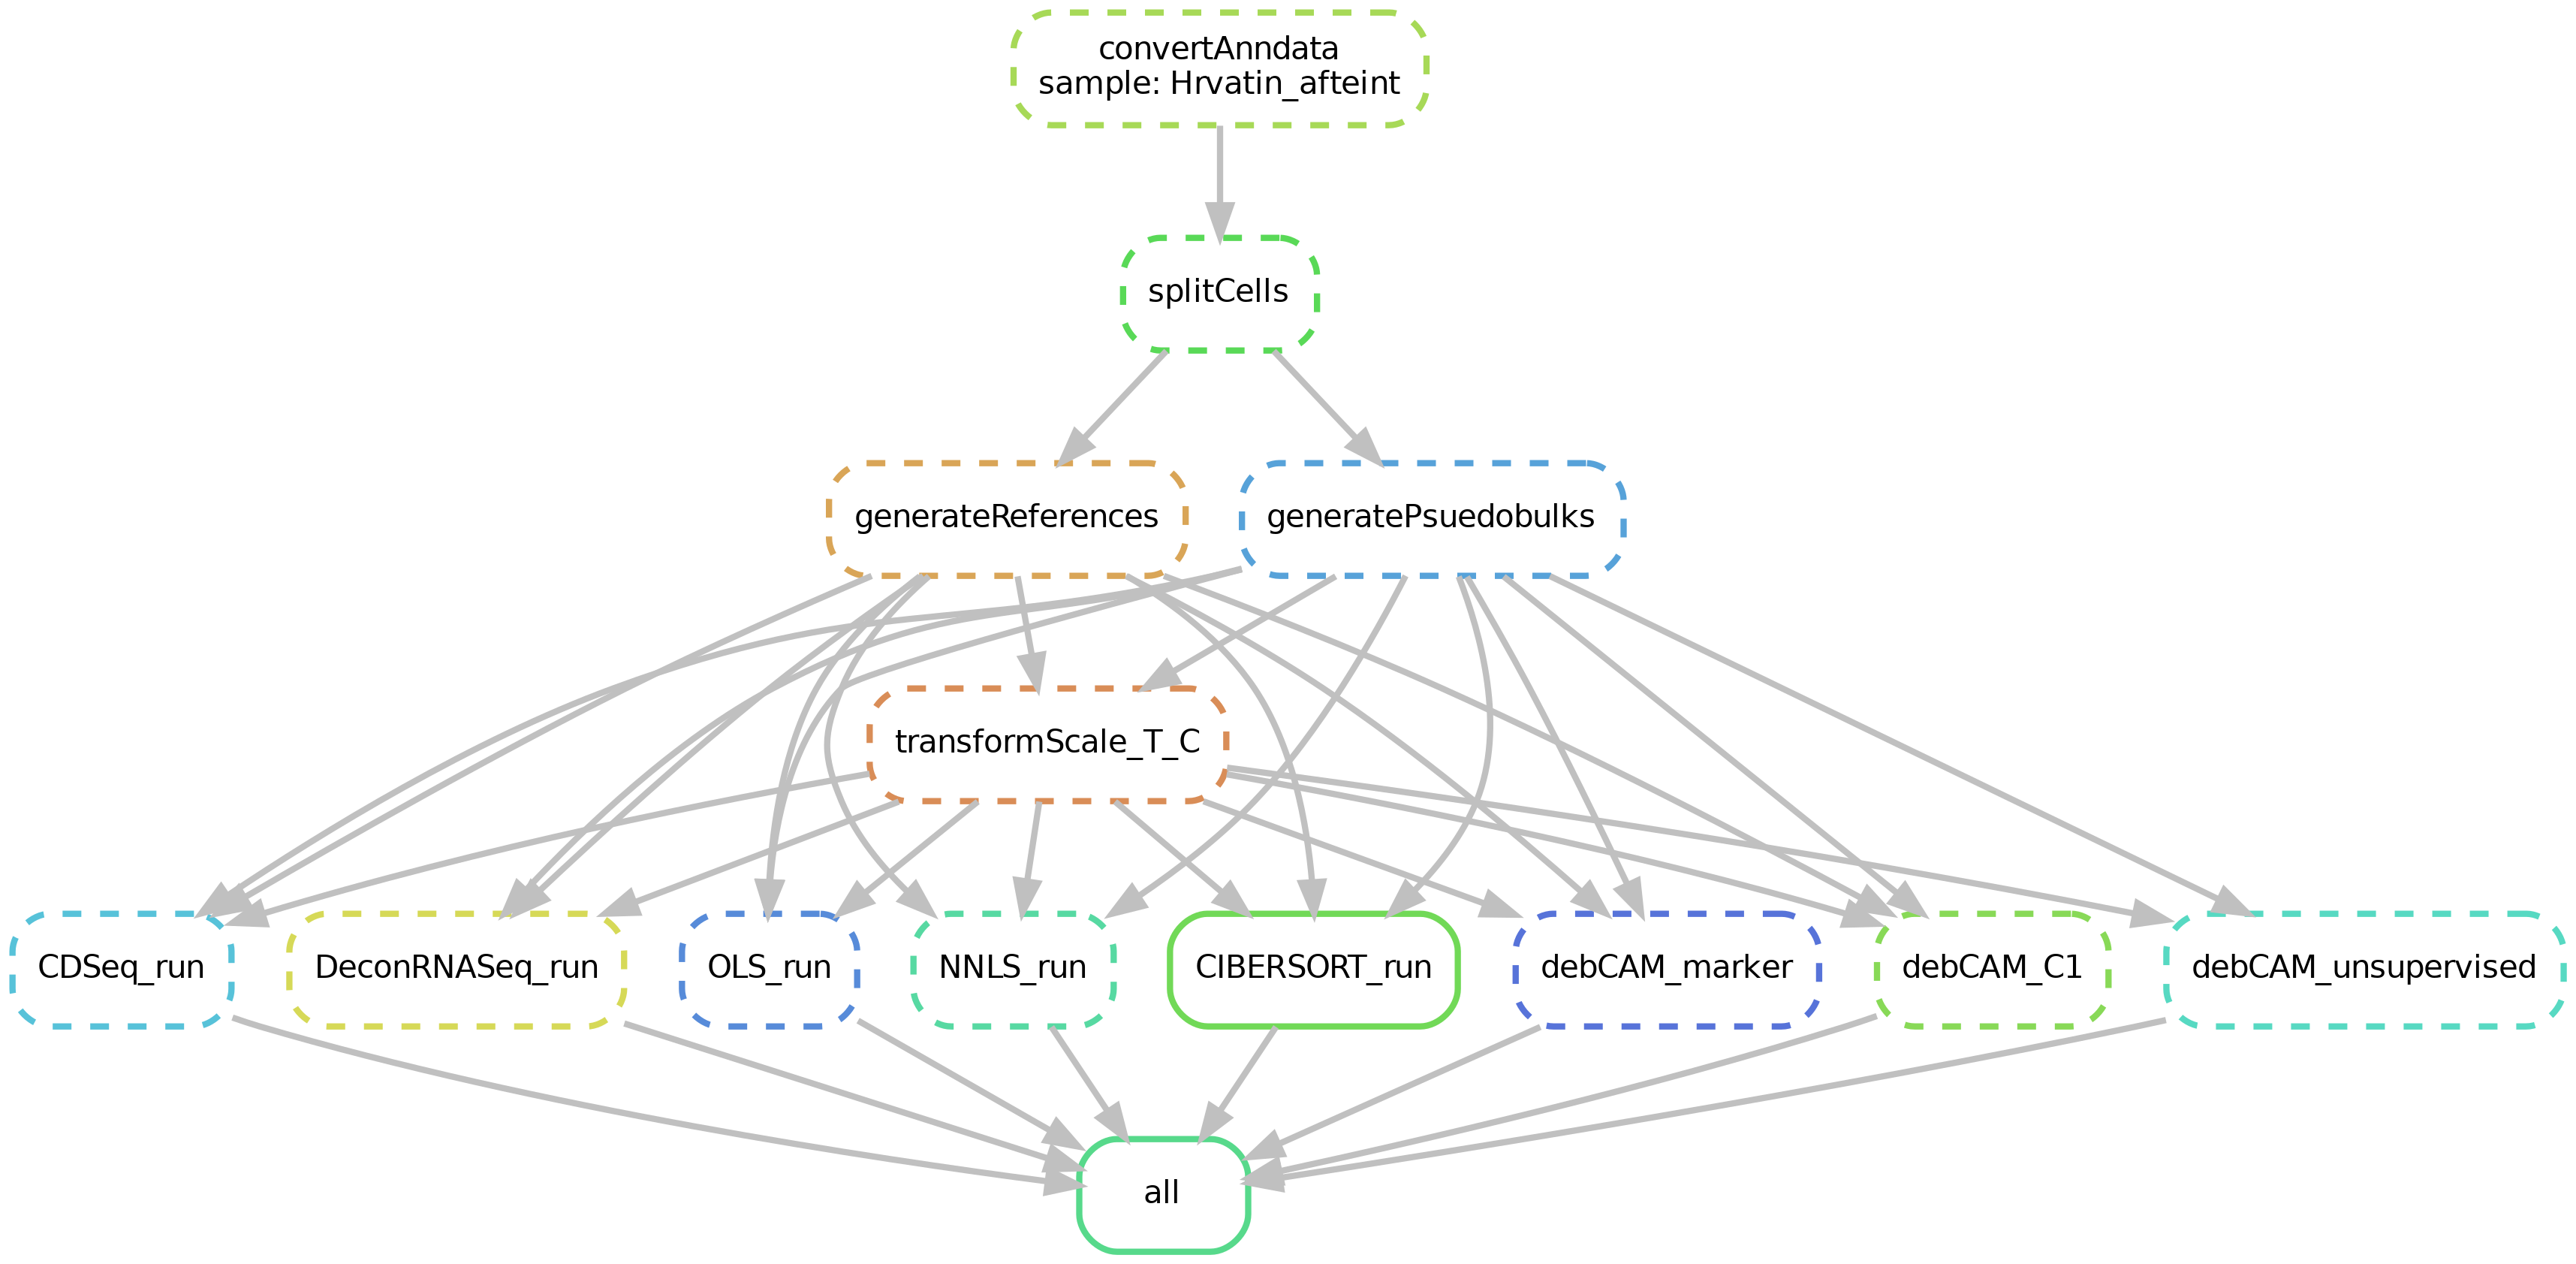 convertAnndata
sample: Hrvatin_afteint
splitCells
generateReferences
generatePsuedobulks
transformScale_T_C
CDSeq_run
DeconRNASeq_run
OLS_run
NNLS_run
CIBERSORT_run
debCAM_marker
debCAM_C1
debCAM_unsupervised
all